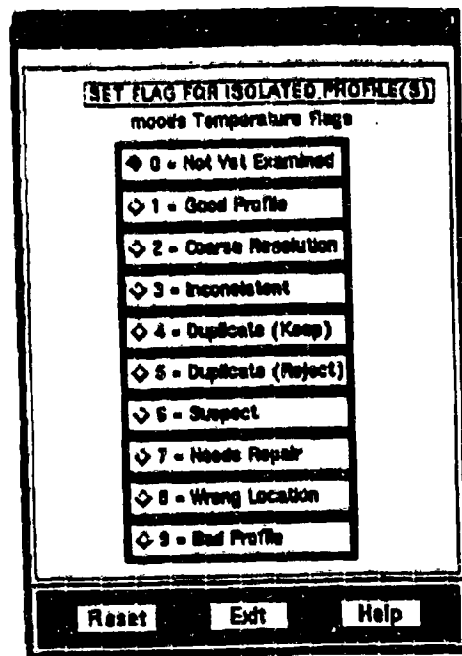 SET FLAG FOR ISOLATED PROFILE(S)
moods Temperature flags
0 = Not Yet Examined
1 = Good Profile
2 = Coarse Resolution
3 = Inconsistent
4 = Duplicate (Keep)
5 = Duplicate (Reject)
6 = Suspect
7 = Needs Repair
8 = Wrong Location
9 = Bad Profile
Reset Exit Help